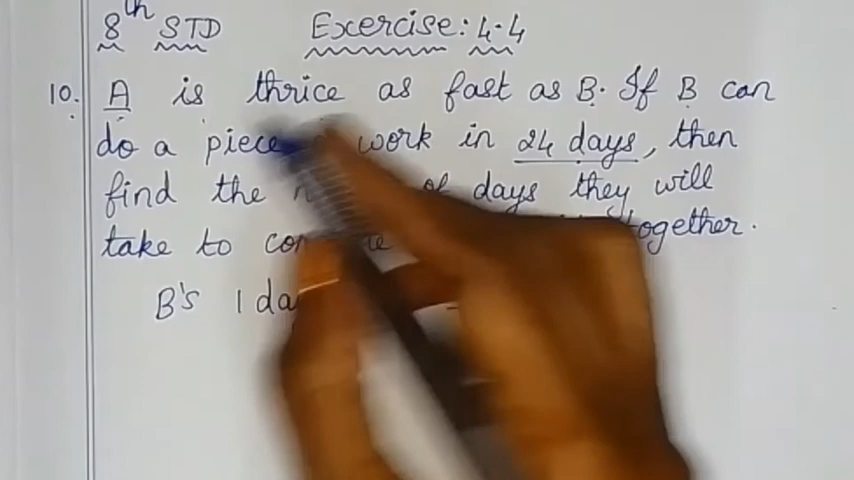 8th STD Exercise: 4.4
10. A is thrice as fast as B. If B can
do a piece work in 24 days, then
find the of days they will
take to together.
B's 1 da